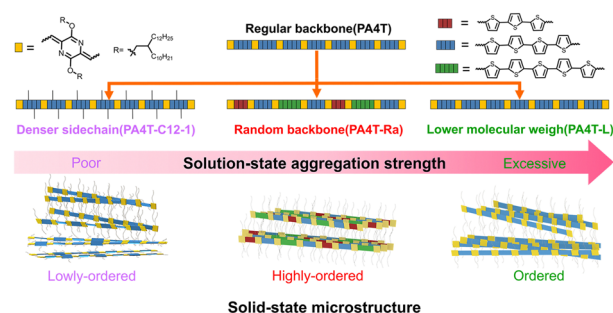 Regular backbone(PA4T)
=
R
O
N
N
O
R
R=
C12H25
C10H21
=
S
S
S
=
S
S
S
S
=
S
S
S
S
S
Denser sidechain(PA4T-C12-1)
Random backbone(PA4T-Ra)
Lower molecular weigh(PA4T-L)
Poor
Solution-state aggregation strength
Excessive
Lowly-ordered
Highly-ordered
Ordered
Solid-state microstructure